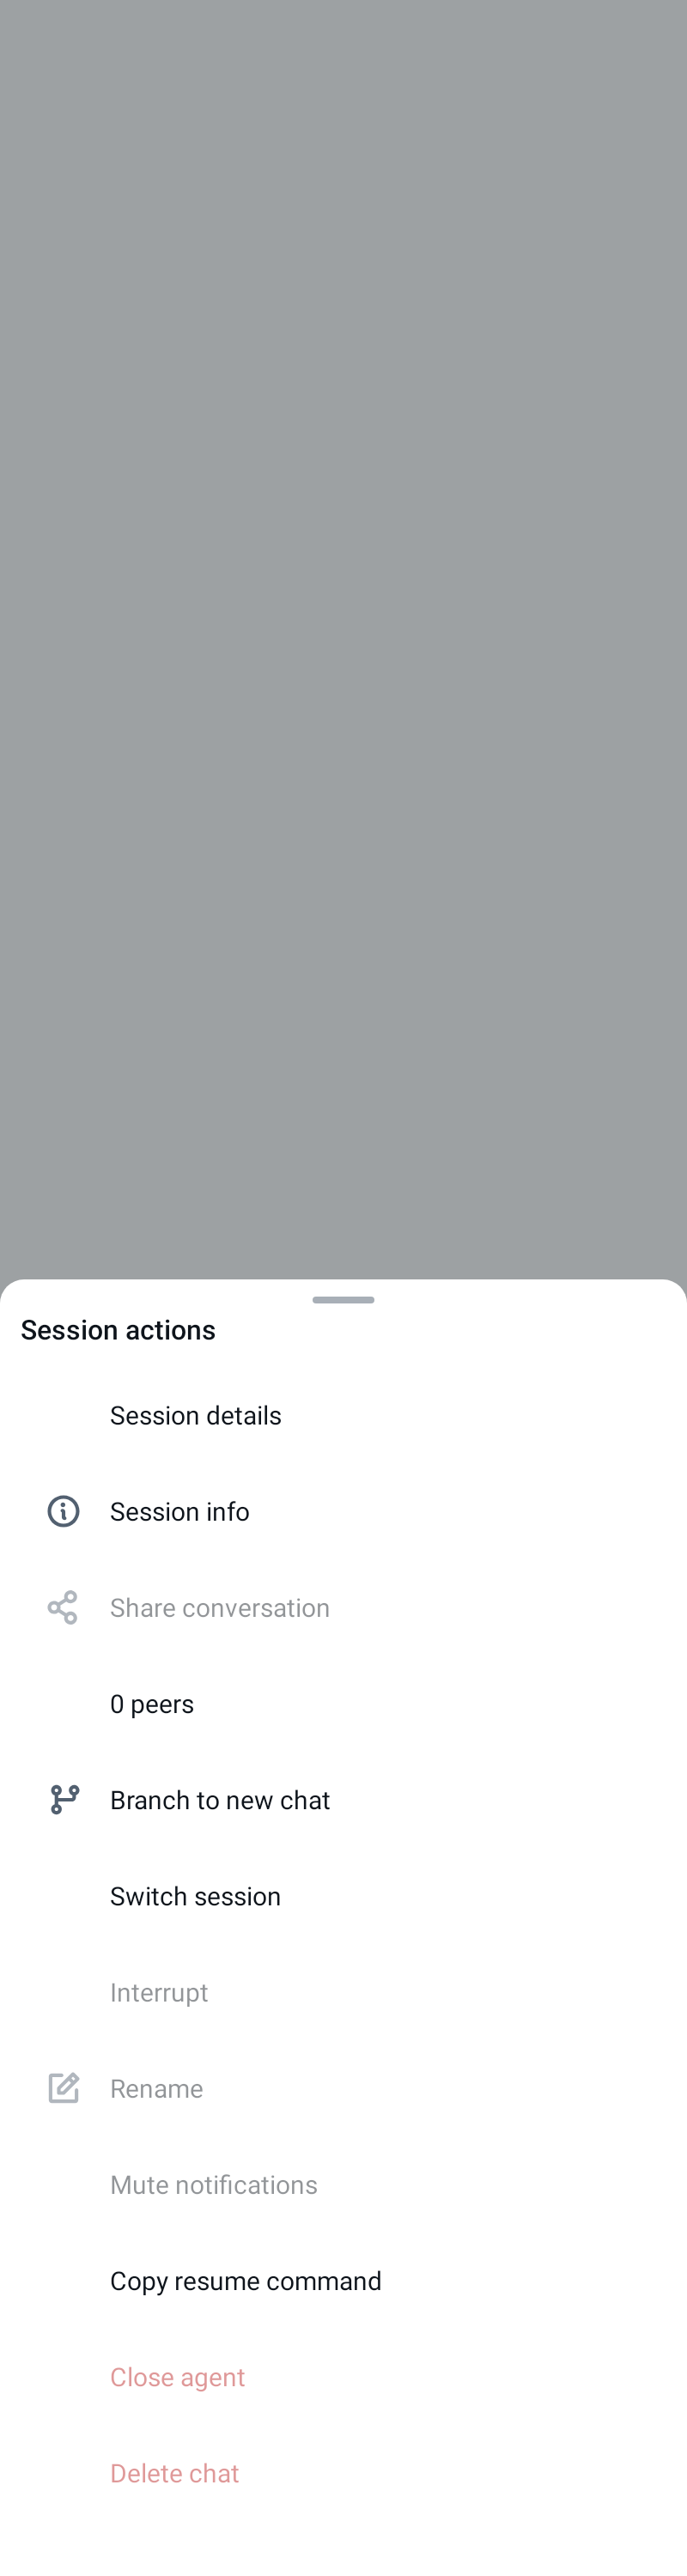 Session actions
Session details
Session info
Share conversation
0 peers
Branch to new chat
Switch session
Interrupt
Rename
Mute notifications
Copy resume command
Close agent
Delete chat